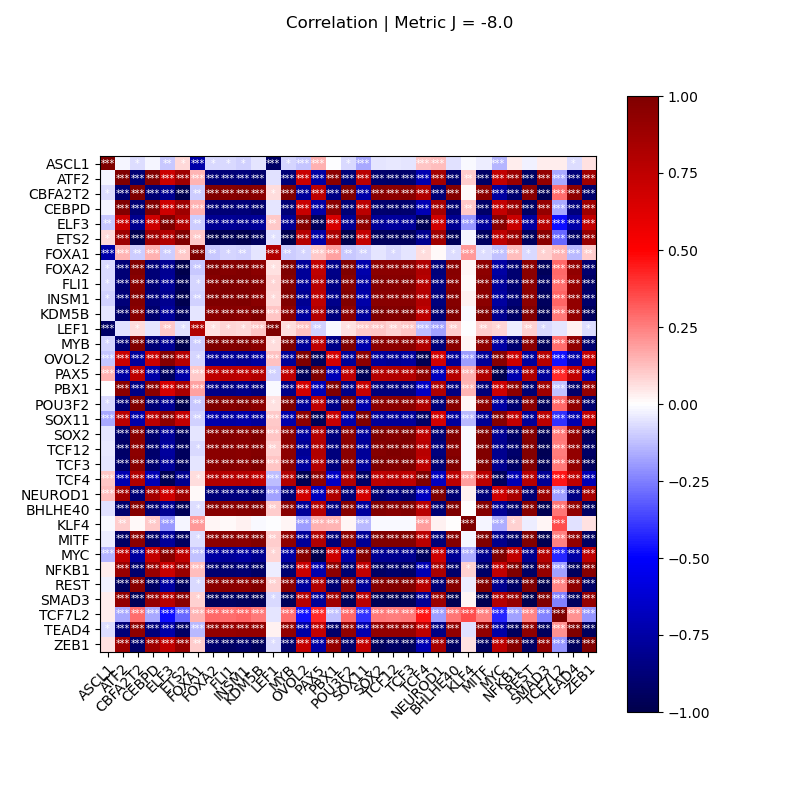 Correlation | Metric J = -8.0
ASCL1
ATF2
CBFA2T2
CEBPD
ELF3
ETS2
FOXA1
FOXA2
FLI1
INSM1
KDM5B
LEF1
MYB
OVOL2
PAX5
PBX1
POU3F2
SOX11
SOX2
TCF12
TCF3
TCF4
NEUROD1
BHLHE40
KLF4
MITF
MYC
NFKB1
REST
SMAD3
TCF7L2
TEAD4
ZEB1
ASCL1
ATF2
CBFA2T2
CEBPD
ELF3
ETS2
FOXA1
FOXA2
FLI1
INSM1
KDM5B
LEF1
MYB
OVOL2
PAX5
PBX1
POU3F2
SOX11
SOX2
TCF12
TCF3
TCF4
NEUROD1
BHLHE40
KLF4
MITF
MYC
NFKB1
REST
SMAD3
TCF7L2
TEAD4
ZEB1
1.00
0.75
0.50
0.25
0.00
−0.25
−0.50
−0.75
−1.00